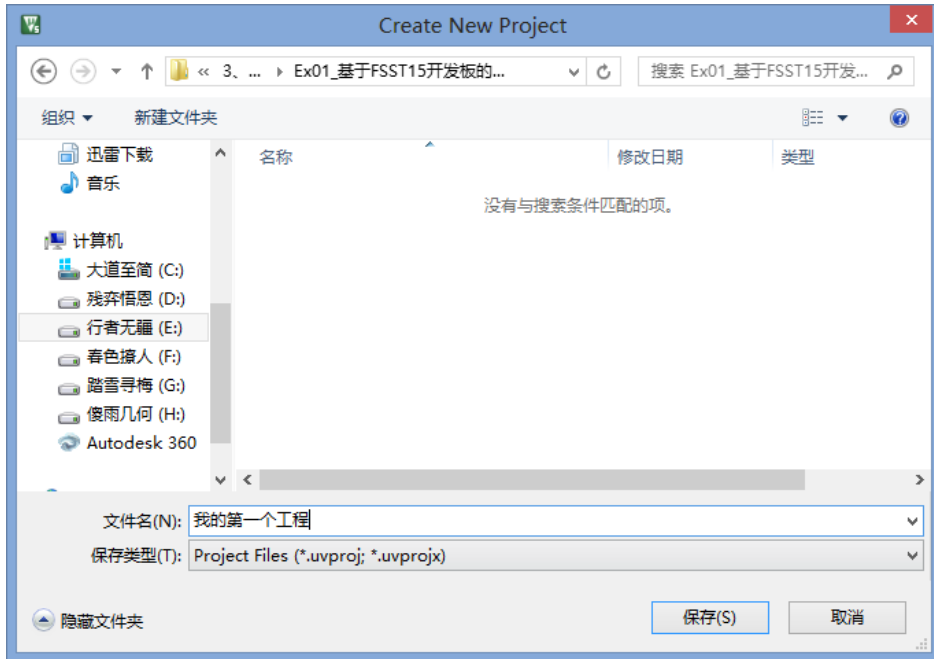 Create New Project
« 3、... Ex01_基于FSST15开发板的... 搜索 Ex01_基于FSST15开发...
组织 新建文件夹
迅雷下载
音乐
计算机
大道至简 (C:)
残弈悟恩 (D:)
行者无疆 (E:)
春色撩人 (F:)
踏雪寻梅 (G:)
傻雨几何 (H:)
Autodesk 360
名称 修改日期 类型
没有与搜索条件匹配的项。
文件名(N): 我的第一个工程
保存类型(T): Project Files (*.uvproj; *.uvprojx)
隐藏文件夹 保存(S) 取消